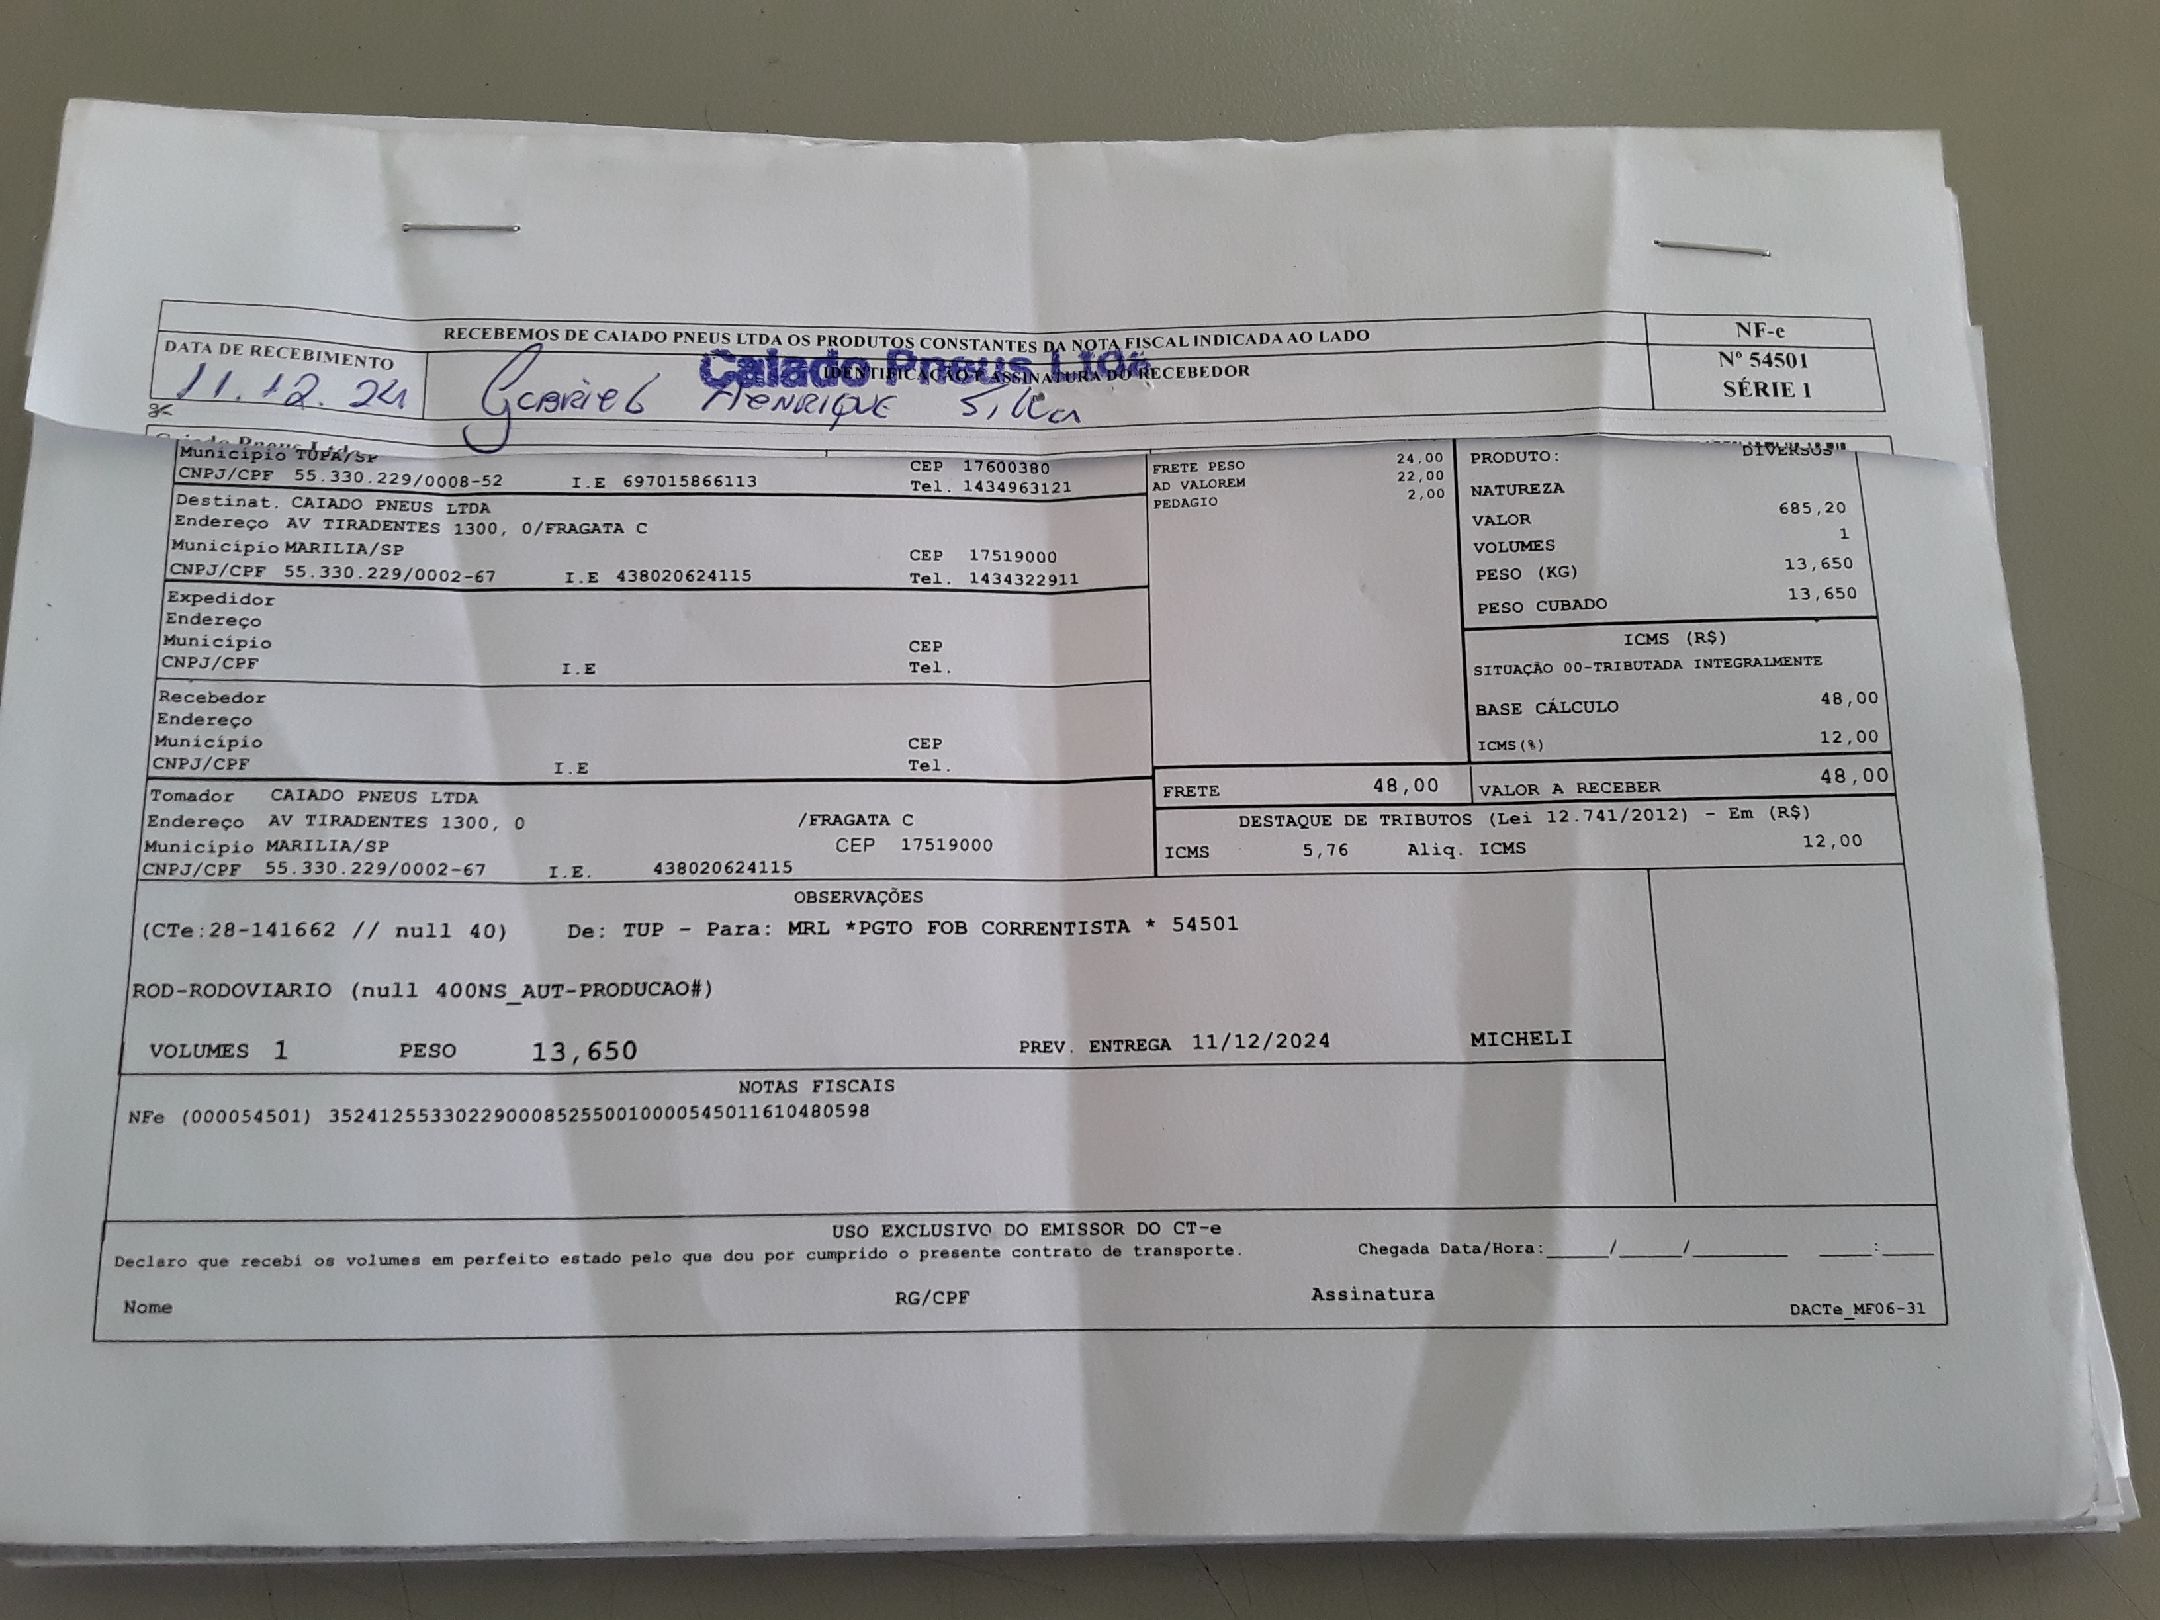 RECEBEMOS DE CAIADO PNEUS LTDA OS PRODUTOS CONSTANTES DA NOTA FISCAL INDICADA AO LADO
NF-e
Nº 54501
SÉRIE 1
DATA DE RECEBIMENTO
11.12.24
IDENTIFICAÇÃO E ASSINATURA DO RECEBEDOR
Caiado Pneus Ltda
Gabriel Henrique Silva
Caiado Pneus Ltda
Município TUPA/SP CEP 17600380
CNPJ/CPF 55.330.229/0008-52 I.E 697015866113 Tel. 1434963121
Destinat. CAIADO PNEUS LTDA
Endereço AV TIRADENTES 1300, 0/FRAGATA C
Município MARILIA/SP CEP 17519000
CNPJ/CPF 55.330.229/0002-67 I.E 438020624115 Tel. 1434322911
Expedidor
Endereço
Município CEP
CNPJ/CPF I.E Tel.
Recebedor
Endereço
Município CEP
CNPJ/CPF I.E Tel.
Tomador CAIADO PNEUS LTDA
Endereço AV TIRADENTES 1300, 0 /FRAGATA C
Município MARILIA/SP CEP 17519000
CNPJ/CPF 55.330.229/0002-67 I.E. 438020624115
FRETE PESO 24,00
AD VALOREM 22,00
PEDAGIO 2,00
PRODUTO: DIVERSOS
NATUREZA
VALOR 685,20
VOLUMES 1
PESO (KG) 13,650
PESO CUBADO 13,650
ICMS (R$)
SITUAÇÃO 00-TRIBUTADA INTEGRALMENTE
BASE CÁLCULO 48,00
ICMS(%) 12,00
FRETE 48,00 VALOR A RECEBER 48,00
DESTAQUE DE TRIBUTOS (Lei 12.741/2012) - Em (R$)
ICMS 5,76 Aliq. ICMS 12,00
OBSERVAÇÕES
(CTe:28-141662 // null 40) De: TUP - Para: MRL *PGTO FOB CORRENTISTA * 54501
ROD-RODOVIARIO (null 400NS_AUT-PRODUCAO#)
VOLUMES 1 PESO 13,650 PREV. ENTREGA 11/12/2024 MICHELI
NOTAS FISCAIS
NFe (000054501) 35241255330229000852550010000545011610480598
USO EXCLUSIVO DO EMISSOR DO CT-e
Declaro que recebi os volumes em perfeito estado pelo que dou por cumprido o presente contrato de transporte. Chegada Data/Hora:_____/_____/_______ ____:____
Nome RG/CPF Assinatura
DACTe_MF06-31